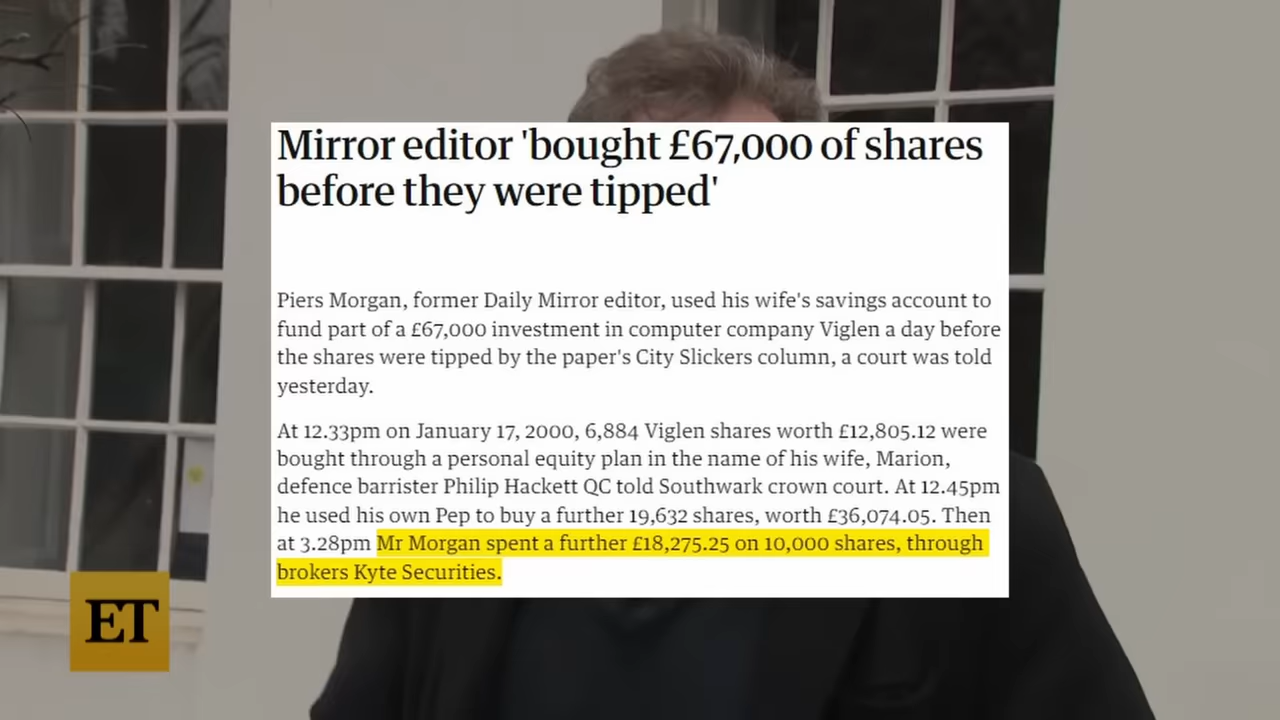 Mirror editor 'bought £67,000 of shares
before they were tipped'
Piers Morgan, former Daily Mirror editor, used his wife's savings account to
fund part of a £67,000 investment in computer company Viglen a day before
the shares were tipped by the paper's City Slickers column, a court was told
yesterday.
At 12.33pm on January 17, 2000, 6,884 Viglen shares worth £12,805.12 were
bought through a personal equity plan in the name of his wife, Marion,
defence barrister Philip Hackett QC told Southwark crown court. At 12.45pm
he used his own Pep to buy a further 19,632 shares, worth £36,074.05. Then
at 3.28pm Mr Morgan spent a further £18,275.25 on 10,000 shares, through
brokers Kyte Securities.
ET